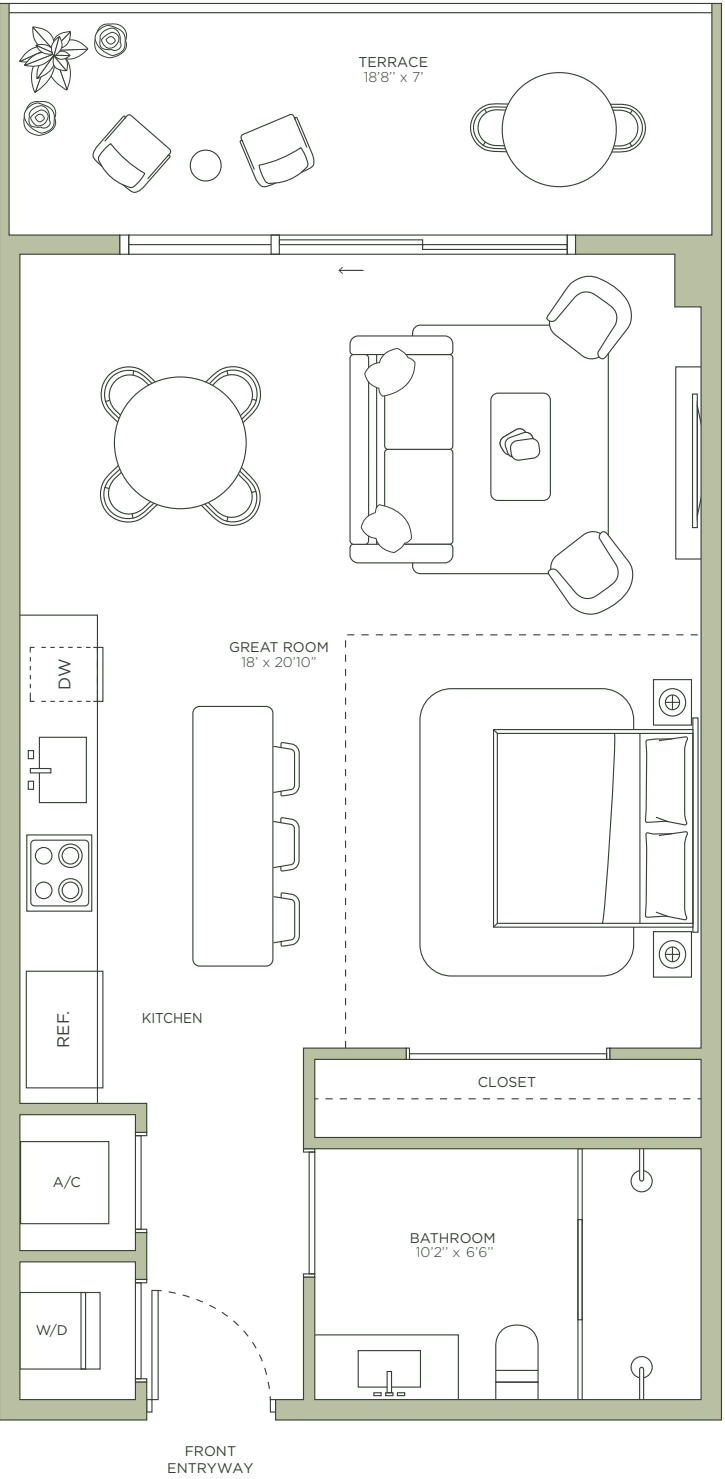 TERRACE
18'8'' x 7'
GREAT ROOM
18' x 20'10"
DW
REF.
KITCHEN
CLOSET
A/C
BATHROOM
10'2'' x 6'6''
W/D
FRONT
ENTRYWAY